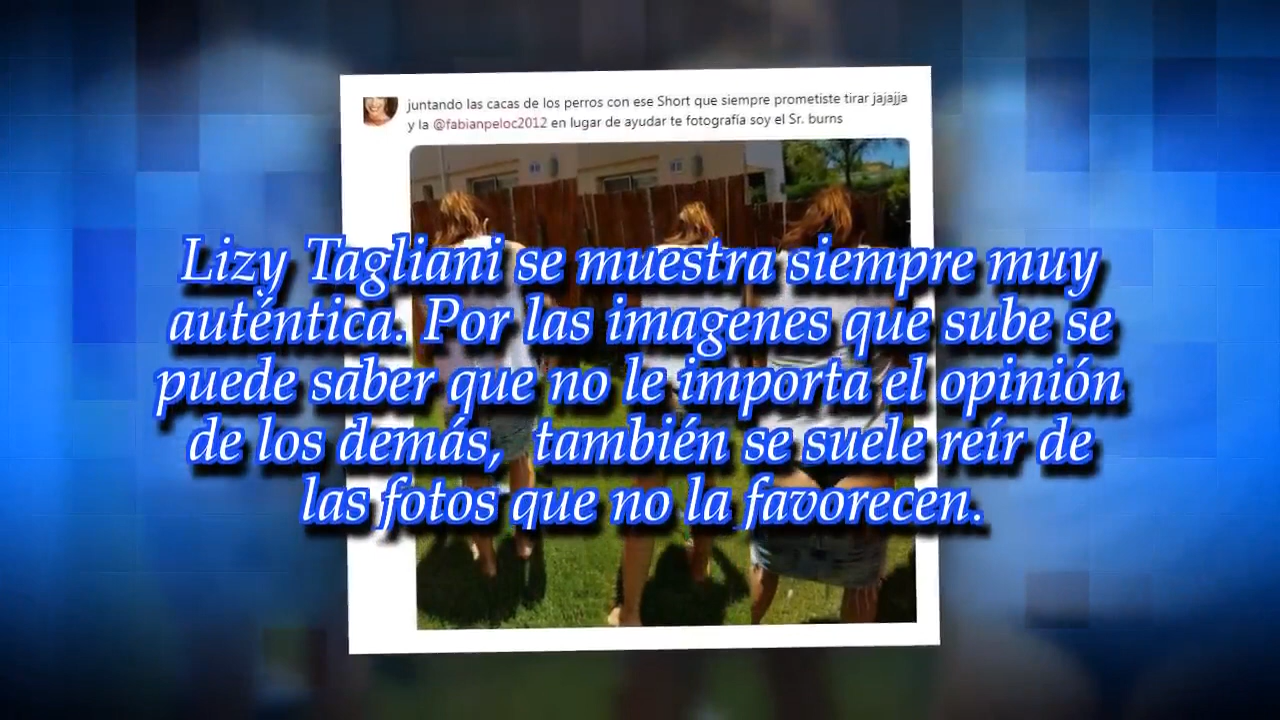 juntando las cacas de los perros con ese Short que siempre prometiste tirar jajajja
y la @fabianpeloc2012 en lugar de ayudar te fotografía soy el Sr. burns
Lizy Tagliani se muestra siempre muy
auténtica. Por las imagenes que sube se
puede saber que no le importa el opinión
de los demás,  también se suele reír de
las fotos que no la favorecen.